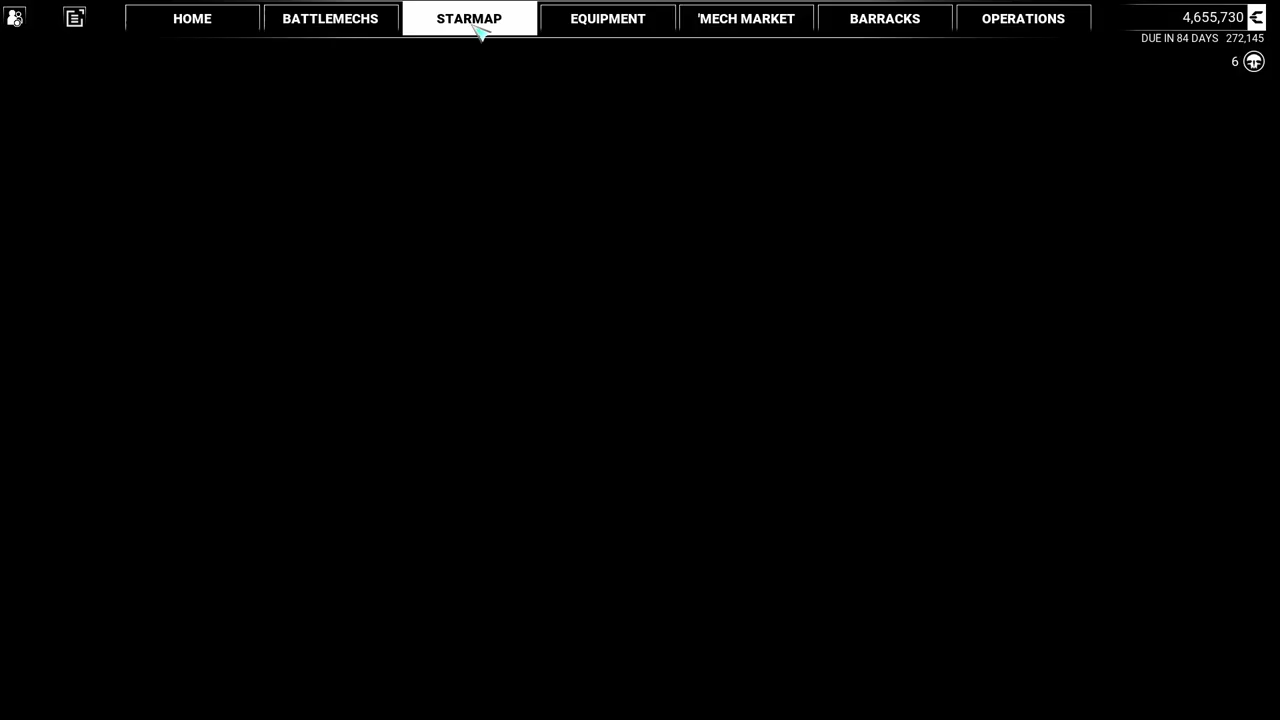 HOME
BATTLEMECHS
STARMAP
EQUIPMENT
'MECH MARKET
BARRACKS
OPERATIONS
4,655,730
DUE IN 84 DAYS 272,145
6